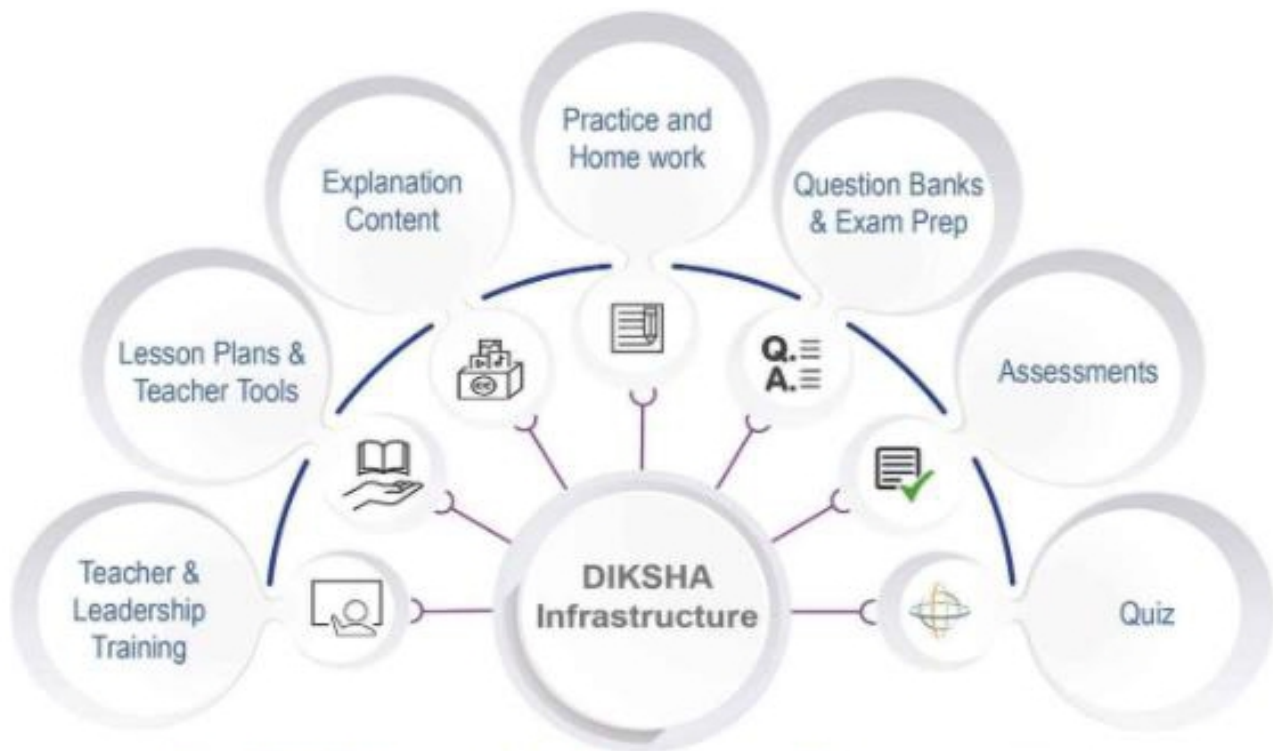 Practice and
Home work
Explanation
Content
Question Banks
& Exam Prep
Lesson Plans &
Teacher Tools
Assessments
Q.
A.
Teacher &
Leadership
Training
DIKSHA
Infrastructure
Quiz